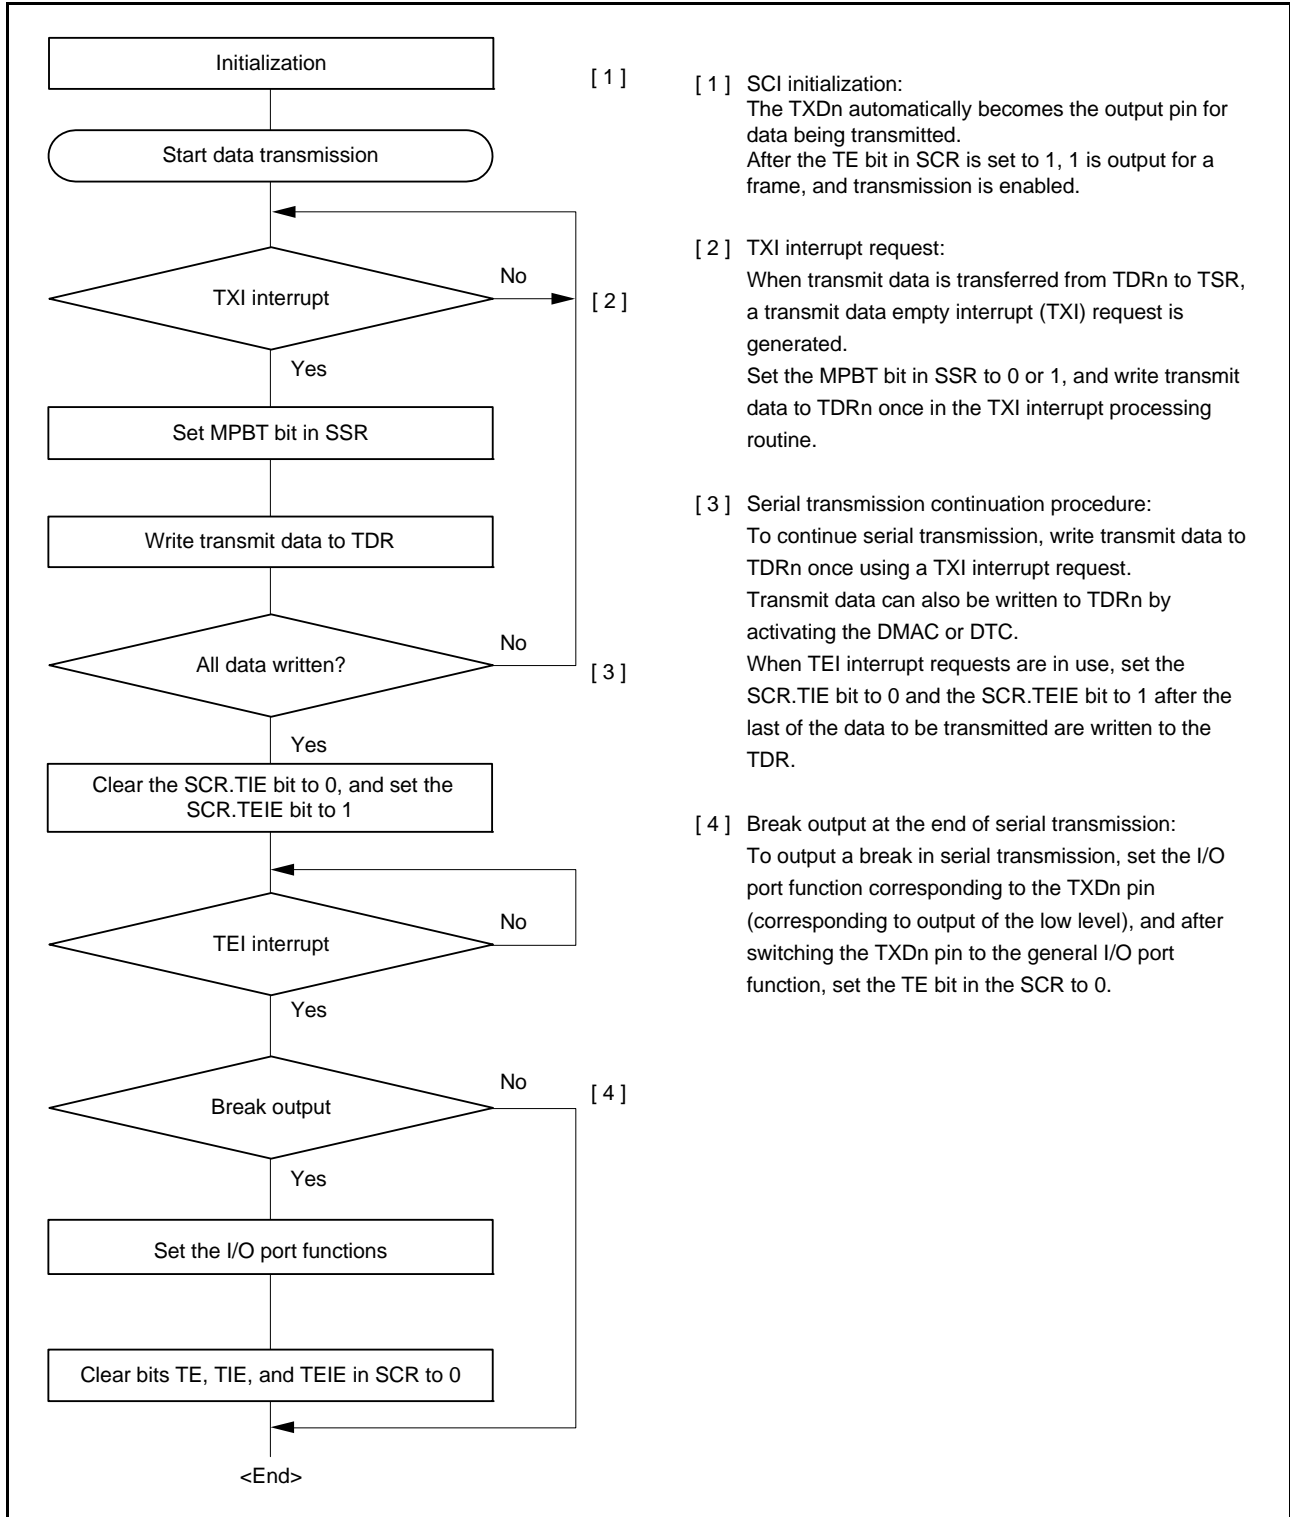 Initialization
[ 1 ]
Start data transmission
TXI interrupt
No
[ 2 ]
Yes
Set MPBT bit in SSR
Write transmit data to TDR
All data written?
No
[ 3 ]
Yes
Clear the SCR.TIE bit to 0, and set the
SCR.TEIE bit to 1
TEI interrupt
No
Yes
Break output
No
[ 4 ]
Yes
Set the I/O port functions
Clear bits TE, TIE, and TEIE in SCR to 0
<End>
[ 1 ] SCI initialization:
The TXDn automatically becomes the output pin for
data being transmitted.
After the TE bit in SCR is set to 1, 1 is output for a
frame, and transmission is enabled.
[ 2 ] TXI interrupt request:
When transmit data is transferred from TDRn to TSR,
a transmit data empty interrupt (TXI) request is
generated.
Set the MPBT bit in SSR to 0 or 1, and write transmit
data to TDRn once in the TXI interrupt processing
routine.
[ 3 ] Serial transmission continuation procedure:
To continue serial transmission, write transmit data to
TDRn once using a TXI interrupt request.
Transmit data can also be written to TDRn by
activating the DMAC or DTC.
When TEI interrupt requests are in use, set the
SCR.TIE bit to 0 and the SCR.TEIE bit to 1 after the
last of the data to be transmitted are written to the
TDR.
[ 4 ] Break output at the end of serial transmission:
To output a break in serial transmission, set the I/O
port function corresponding to the TXDn pin
(corresponding to output of the low level), and after
switching the TXDn pin to the general I/O port
function, set the TE bit in the SCR to 0.